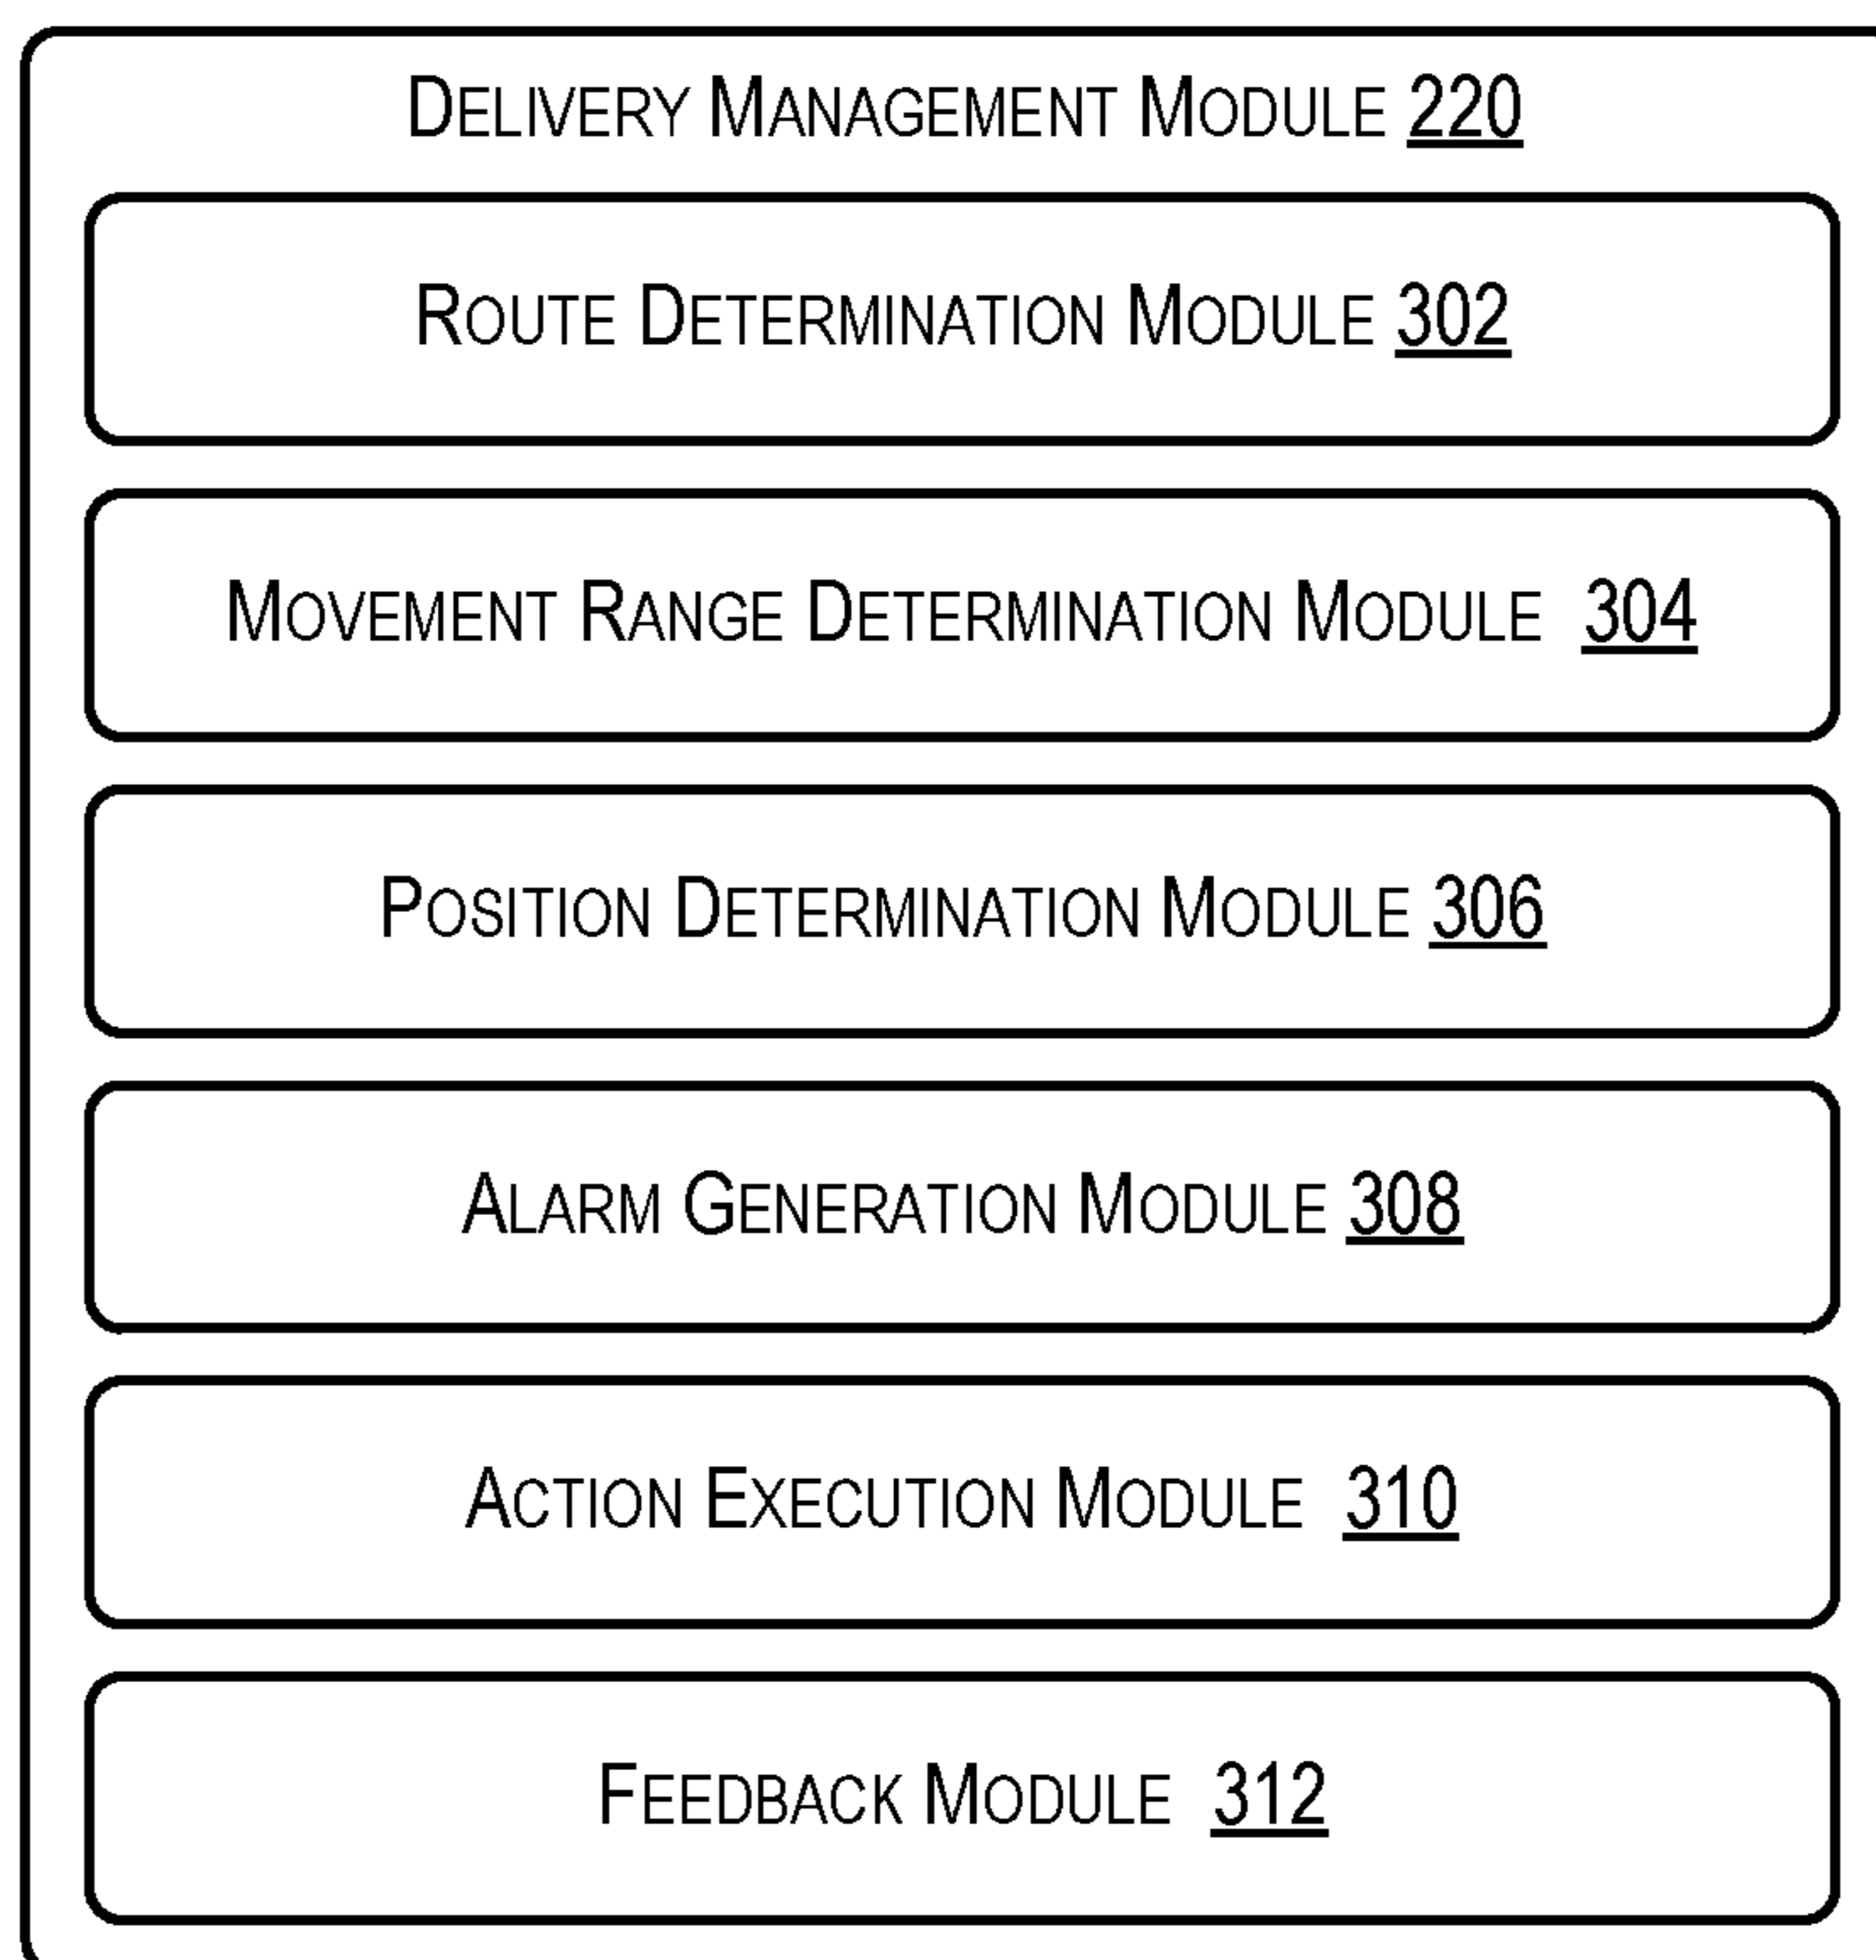 DELIVERY MANAGEMENT MODULE 220
ROUTE DETERMINATION MODULE 302
MOVEMENT RANGE DETERMINATION MODULE 304
POSITION DETERMINATION MODULE 306
ALARM GENERATION MODULE 308
ACTION EXECUTION MODULE 310
FEEDBACK MODULE 312